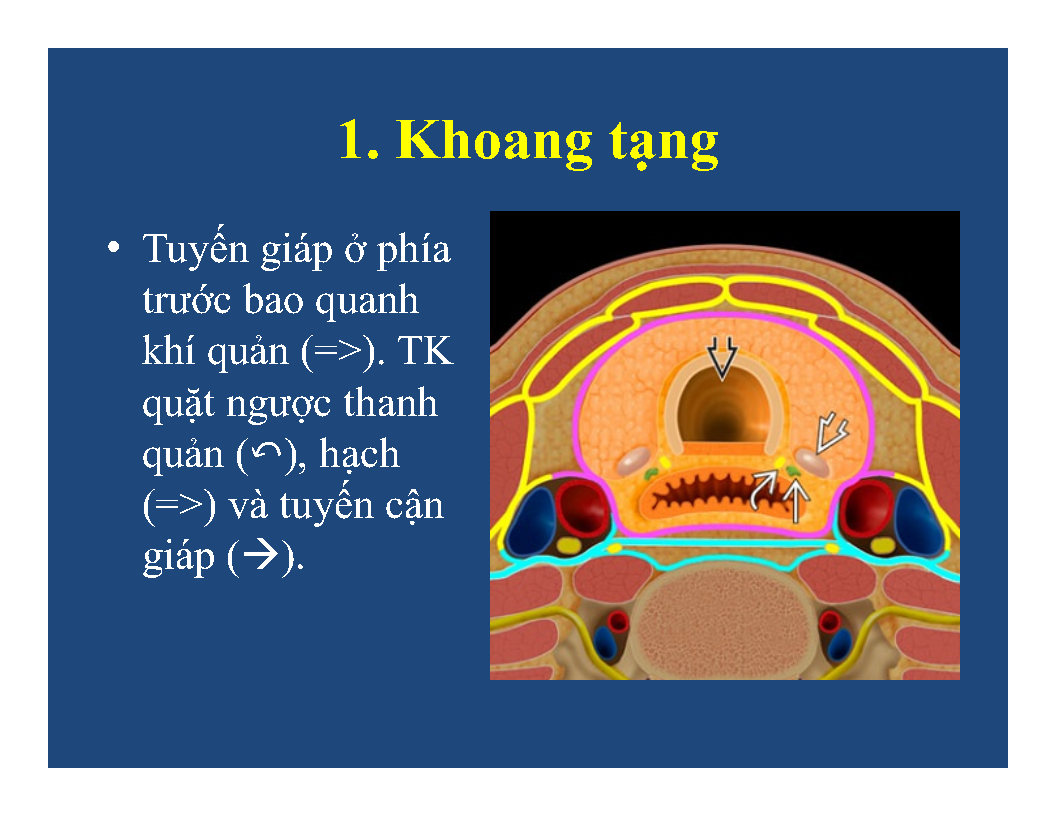 1. Khoang tạng
• Tuyến giáp ở phía
trước bao quanh
khí quản (=>). TK
quặt ngược thanh
quản (↶), hạch
(=>) và tuyến cận
giáp (→).